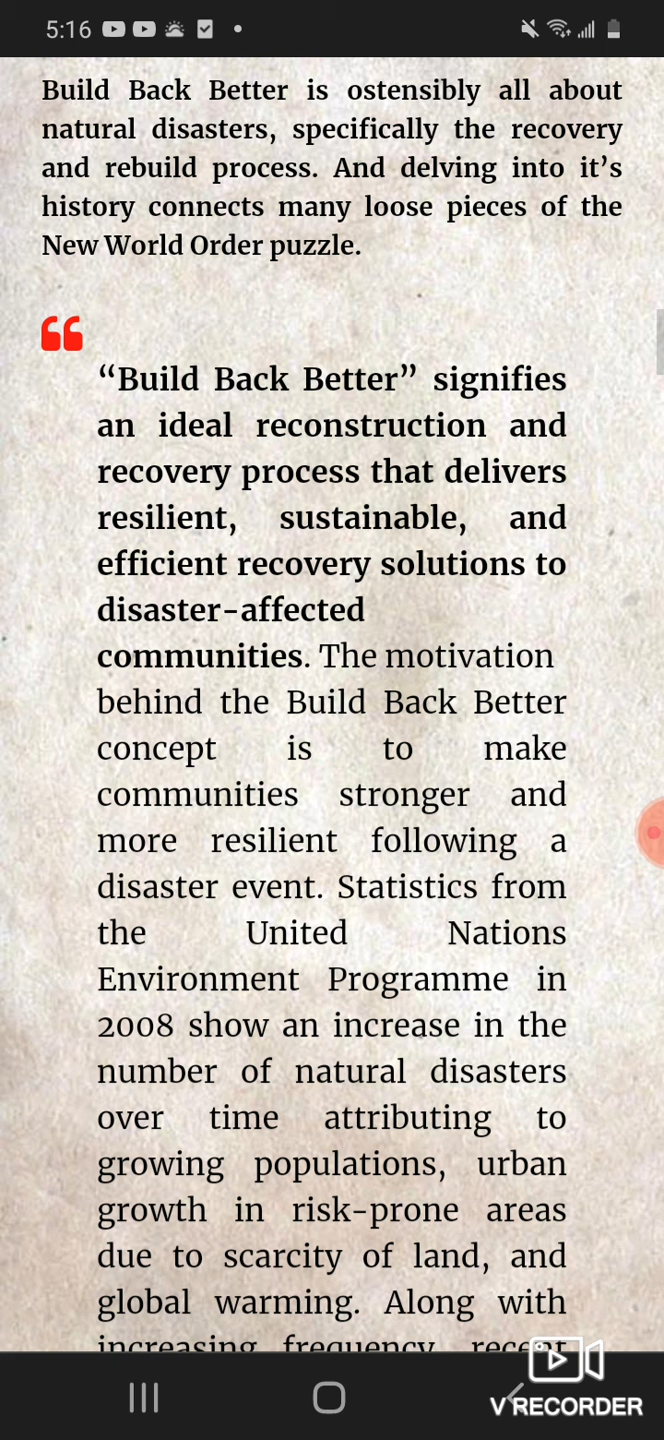 5:16
Build Back Better is ostensibly all about
natural disasters, specifically the recovery
and rebuild process. And delving into it’s
history connects many loose pieces of the
New World Order puzzle.
“Build Back Better” signifies
an ideal reconstruction and
recovery process that delivers
resilient, sustainable, and
efficient recovery solutions to
disaster-affected
communities. The motivation
behind the Build Back Better
concept is to make
communities stronger and
more resilient following a
disaster event. Statistics from
the United Nations
Environment Programme in
2008 show an increase in the
number of natural disasters
over time attributing to
growing populations, urban
growth in risk-prone areas
due to scarcity of land, and
global warming. Along with
increasing frequency, recent
V RECORDER